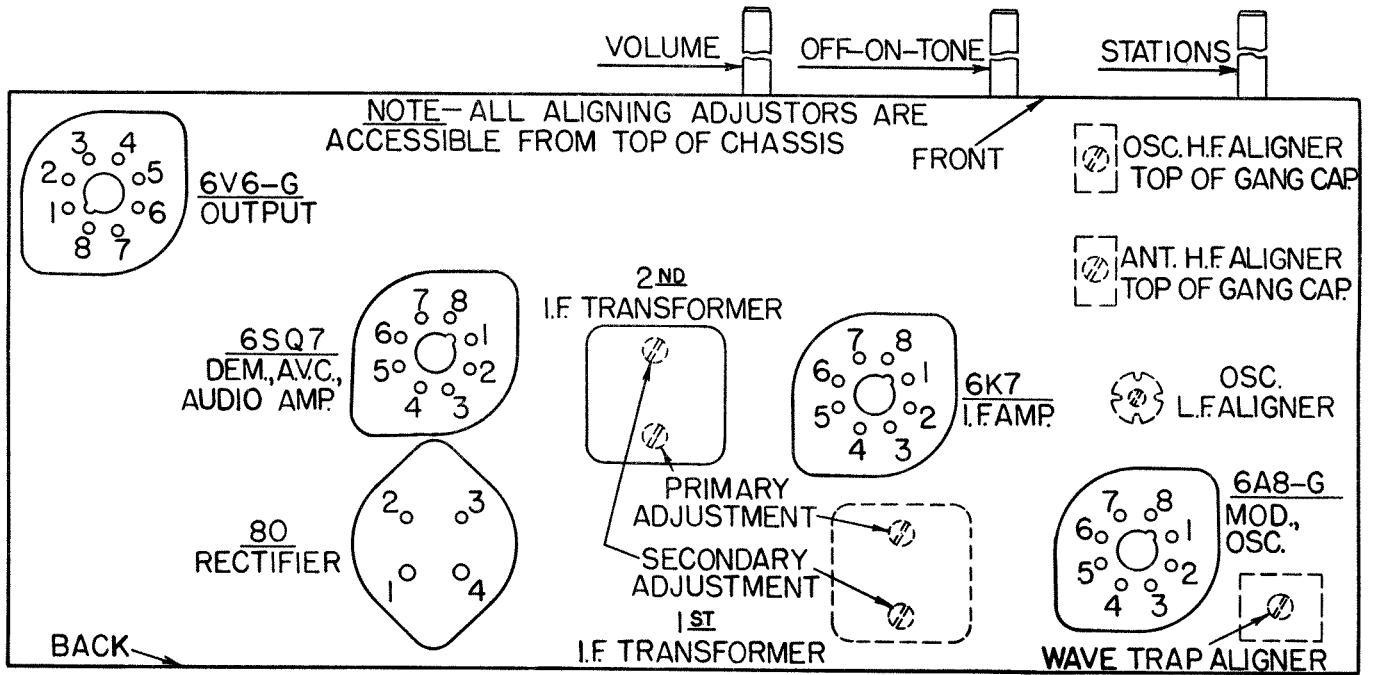 VOLUME OFF-ON-TONE STATIONS
NOTE-ALL ALIGNING ADJUSTORS ARE
ACCESSIBLE FROM TOP OF CHASSIS
FRONT
OSC. H.F. ALIGNER
TOP OF GANG CAP.
3 4
2 5
1 6
8 7
6V6-G
OUTPUT
ANT. H.F. ALIGNER
TOP OF GANG CAP.
2ND
I.F. TRANSFORMER
6SQ7
DEM., A.V.C.,
AUDIO AMP.
7 8
6 1
5 2
4 3
7 8
6 1
5 2
4 3
6K7
I.F. AMP.
OSC.
L.F. ALIGNER
80
RECTIFIER
2 3
1 4
PRIMARY
ADJUSTMENT
SECONDARY
ADJUSTMENT
1ST
I.F. TRANSFORMER
7 8
6 1
5 2
4 3
6A8-G
MOD.,
OSC.
WAVE TRAP ALIGNER
BACK